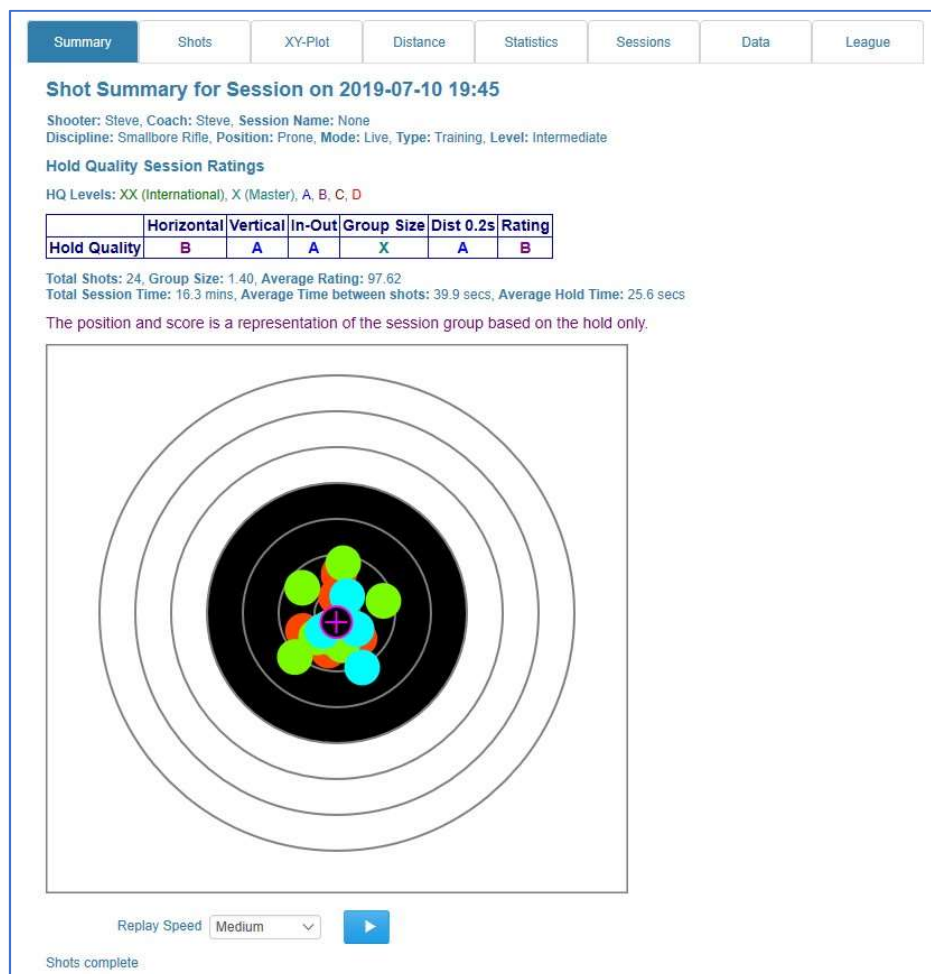 Summary Shots XY-Plot Distance Statistics Sessions Data League
Shot Summary for Session on 2019-07-10 19:45
Shooter: Steve, Coach: Steve, Session Name: None
Discipline: Smallbore Rifle, Position: Prone, Mode: Live, Type: Training, Level: Intermediate
Hold Quality Session Ratings
HQ Levels: XX (International), X (Master), A, B, C, D
Horizontal Vertical In-Out Group Size Dist 0.2s Rating
Hold Quality B A A X A B
Total Shots: 24, Group Size: 1.40, Average Rating: 97.62
Total Session Time: 16.3 mins, Average Time between shots: 39.9 secs, Average Hold Time: 25.6 secs
The position and score is a representation of the session group based on the hold only.
Replay Speed Medium
Shots complete